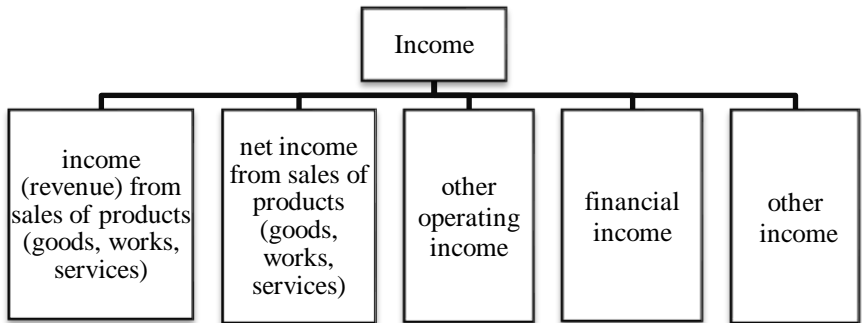 Income
income
(revenue) from
sales of products
(goods, works,
services)
net income
from sales of
products
(goods,
works,
services)
other
operating
income
financial
income
other
income